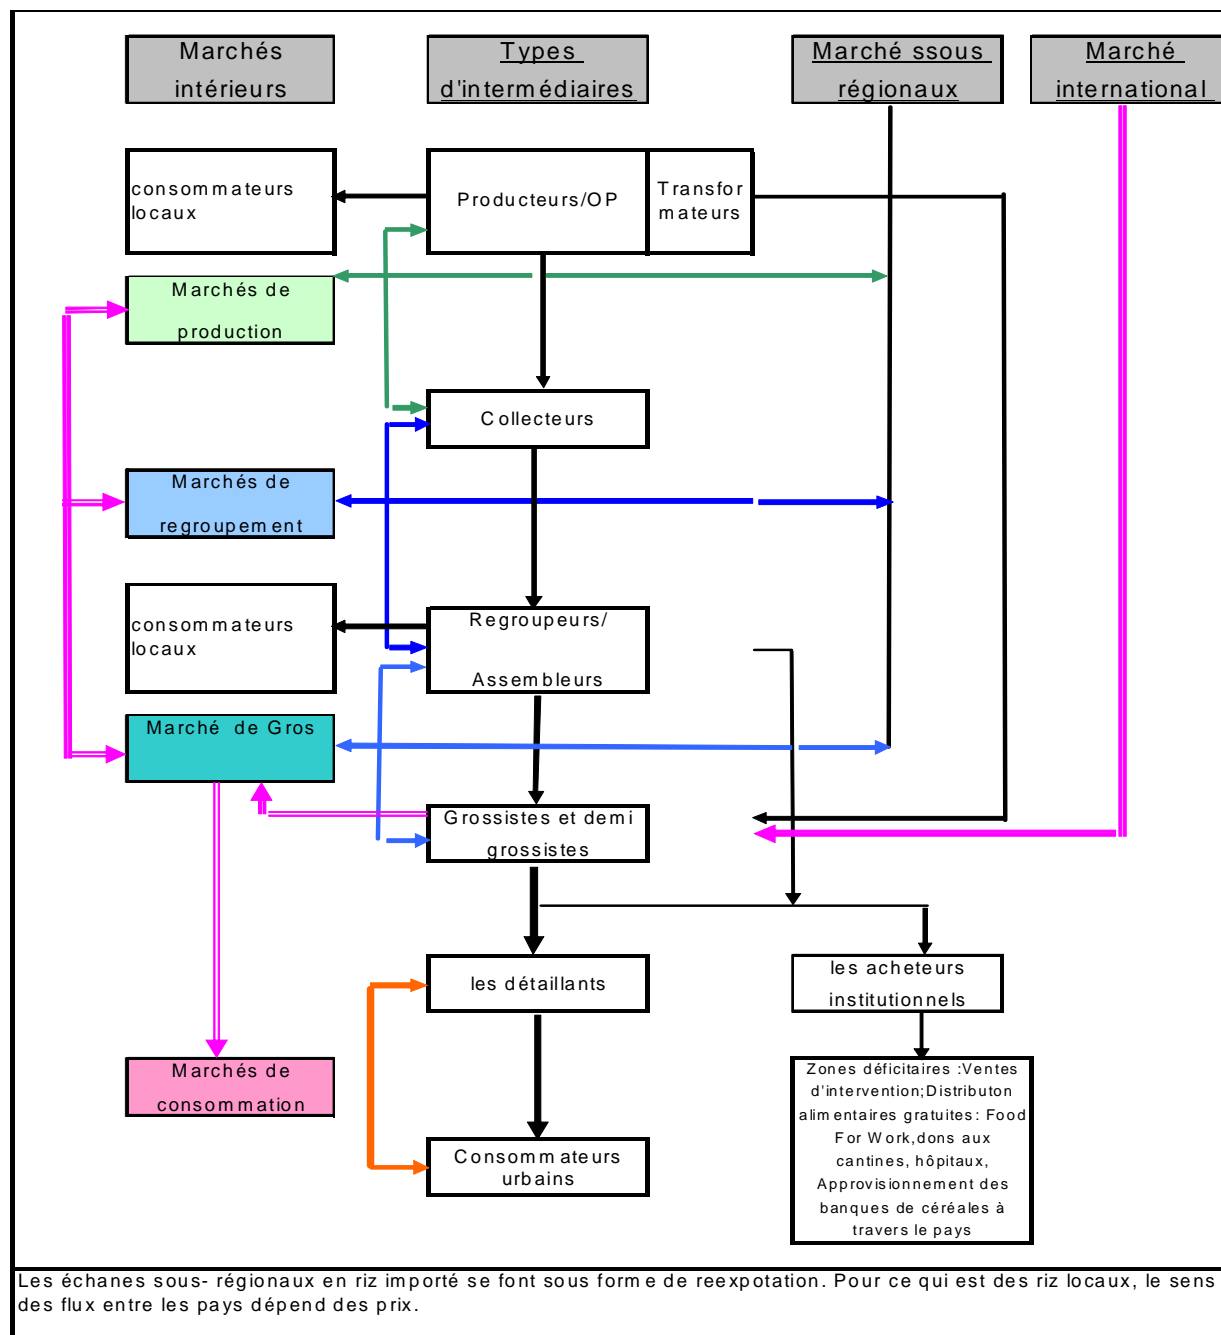 Marchés
intérieurs
Types
d'intermédiaires
Marché ssous
régionaux
Marché
international
consommateurs
locaux
Producteurs/OP
Transfor
mateurs
Marchés de
production
Collecteurs
Marchés de
regroupement
consommateurs
locaux
Regroupeurs/
Assembleurs
Marché de Gros
Grossistes et demi
grossistes
les détaillants
les acheteurs
institutionnels
Marchés de
consommation
Zones déficitaires :Ventes
d'intervention;Distributon
alimentaires gratuites: Food
For Work,dons aux
cantines, hôpitaux,
Approvisionnement des
banques de céréales à
travers le pays
Consommateurs
urbains
Les échanes sous- régionaux en riz importé se font sous forme de reexpotation. Pour ce qui est des riz locaux, le sens
des flux entre les pays dépend des prix.